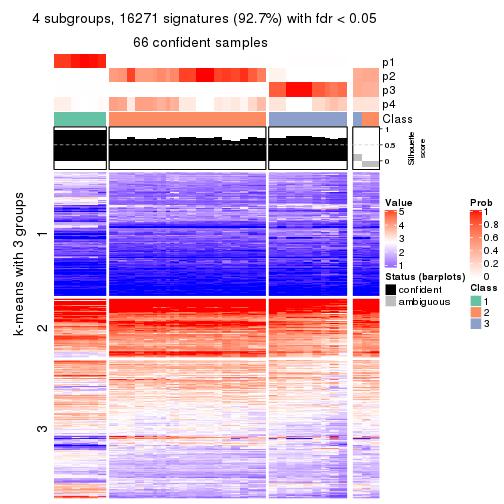 4 subgroups, 16271 signatures (92.7%) with fdr < 0.05
66 confident samples
p1
p2
p3
p4
Class
1
0.5
0
Silhouette
score
k-means with 3 groups
1
2
3
Value
5
4
3
2
1
Status (barplots)
confident
ambiguous
Prob
1
0.8
0.6
0.4
0.2
0
Class
1
2
3